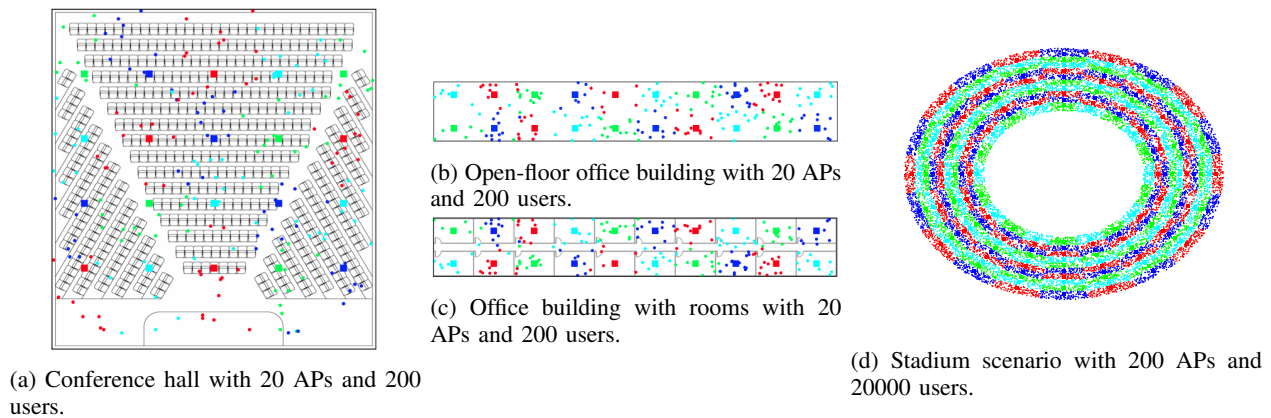 (a) Conference hall with 20 APs and 200
users.
(b) Open-floor office building with 20 APs
and 200 users.
(c) Office building with rooms with 20
APs and 200 users.
(d) Stadium scenario with 200 APs and
20000 users.